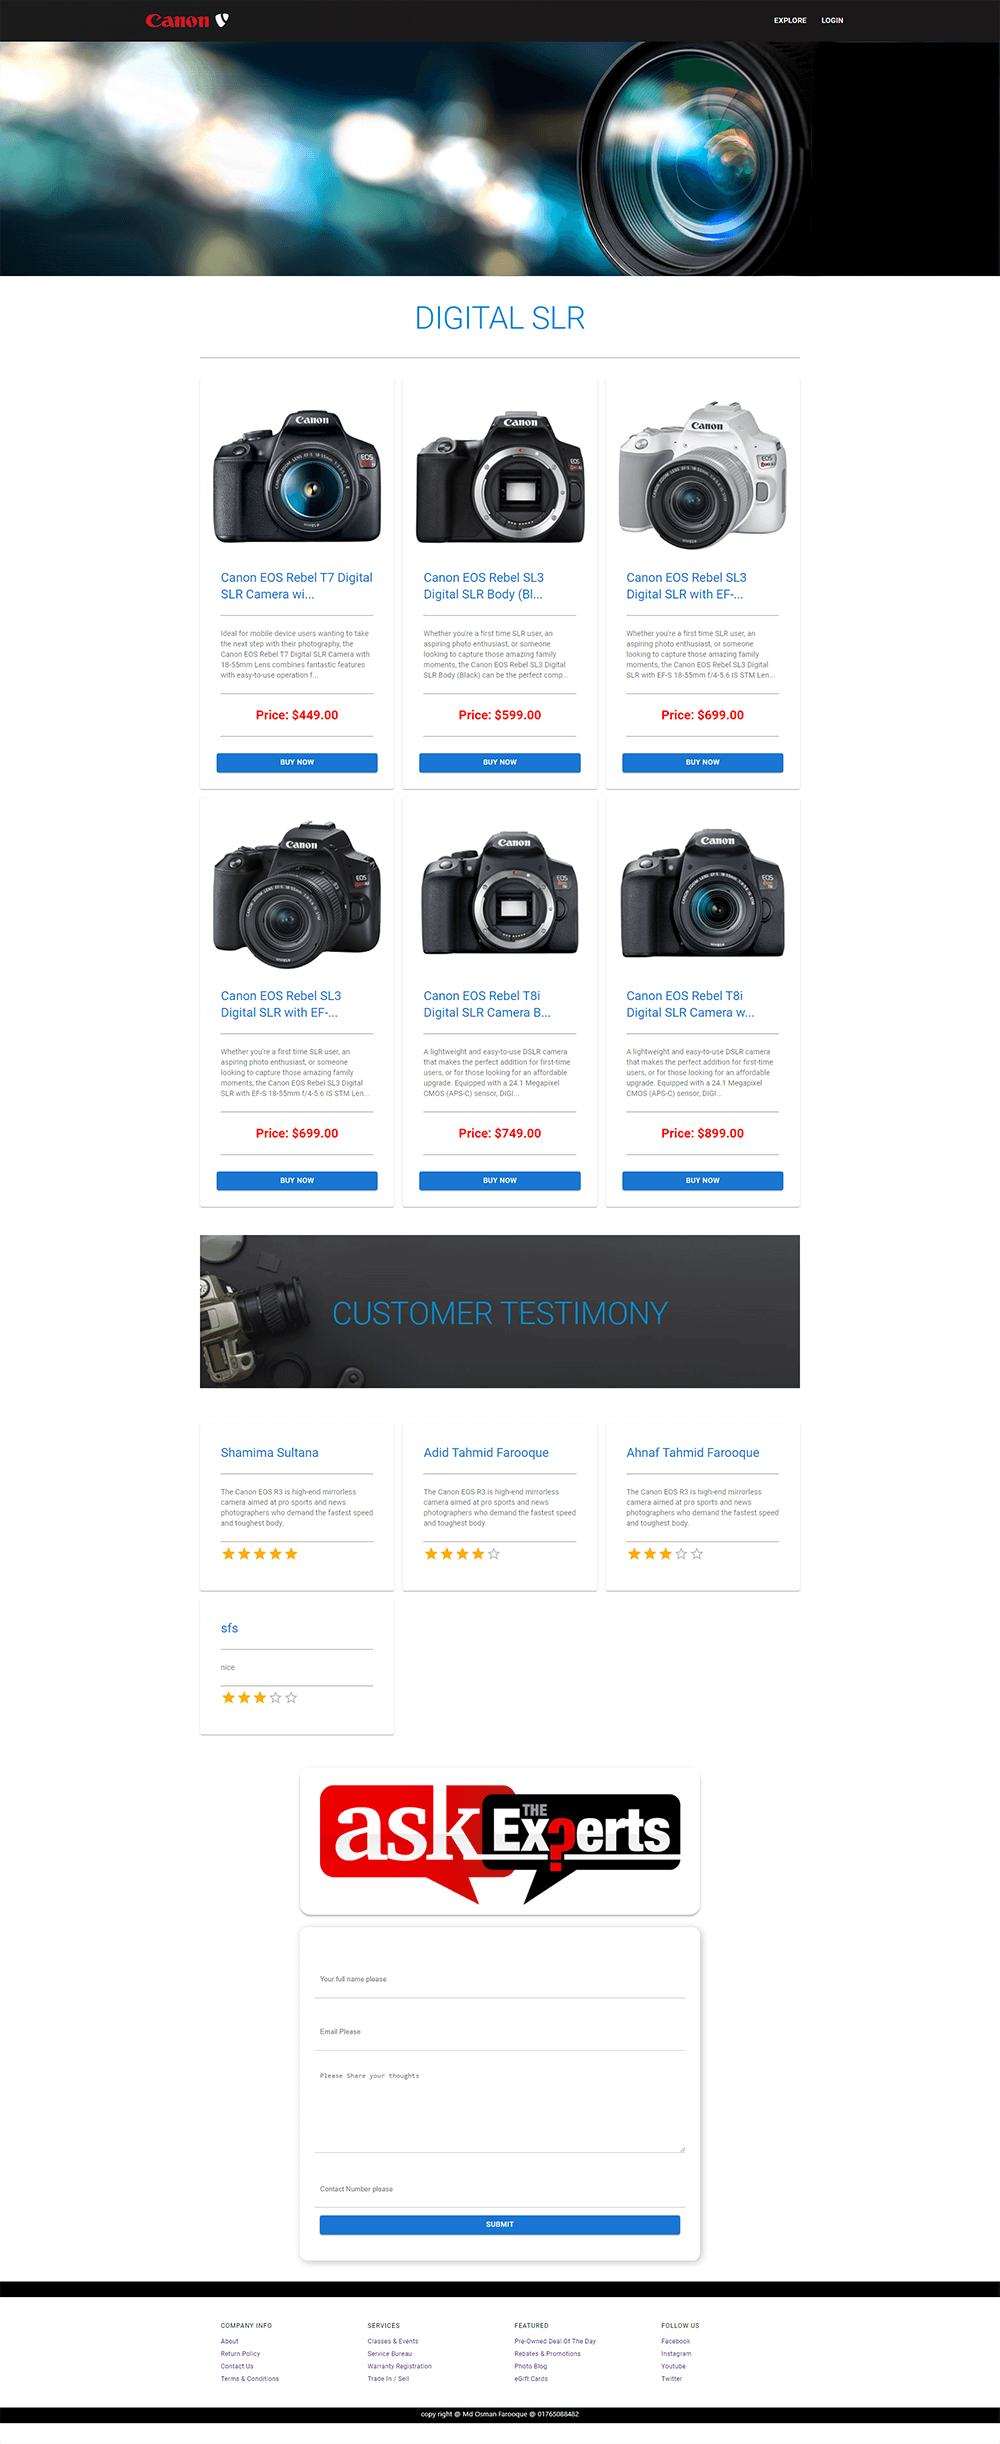 Canon
EXPLORE LOGIN
DIGITAL SLR
Canon
EOS
Canon
EOS
Canon
EOS
Canon EOS Rebel T7 Digital
SLR Camera wi...
Ideal for mobile device users wanting to take
the next step with their photography, the
Canon EOS Rebel T7 Digital SLR Camera with
18-55mm Lens combines fantastic features
with easy-to-use operation f...
Price: $449.00
BUY NOW
Canon EOS Rebel SL3
Digital SLR Body (Bl...
Whether you're a first time SLR user, an
aspiring photo enthusiast, or someone
looking to capture those amazing family
moments, the Canon EOS Rebel SL3 Digital
SLR Body (Black) can be the perfect comp...
Price: $599.00
BUY NOW
Canon EOS Rebel SL3
Digital SLR with EF-...
Whether you're a first time SLR user, an
aspiring photo enthusiast, or someone
looking to capture those amazing family
moments, the Canon EOS Rebel SL3 Digital
SLR with EF-S 18-55mm f/4-5.6 IS STM Len...
Price: $699.00
BUY NOW
Canon
EOS
Canon
EOS
Canon
EOS
Canon EOS Rebel SL3
Digital SLR with EF-...
Whether you're a first time SLR user, an
aspiring photo enthusiast, or someone
looking to capture those amazing family
moments, the Canon EOS Rebel SL3 Digital
SLR with EF-S 18-55mm f/4-5.6 IS STM Len...
Price: $699.00
BUY NOW
Canon EOS Rebel T8i
Digital SLR Camera B...
A lightweight and easy-to-use DSLR camera
that makes the perfect addition for first-time
users, or for those looking for an affordable
upgrade. Equipped with a 24.1 Megapixel
CMOS (APS-C) sensor, DIGI...
Price: $749.00
BUY NOW
Canon EOS Rebel T8i
Digital SLR Camera w...
A lightweight and easy-to-use DSLR camera
that makes the perfect addition for first-time
users, or for those looking for an affordable
upgrade. Equipped with a 24.1 Megapixel
CMOS (APS-C) sensor, DIGI...
Price: $899.00
BUY NOW
CUSTOMER TESTIMONY
Shamima Sultana
The Canon EOS R3 is high-end mirrorless
camera aimed at pro sports and news
photographers who demand the fastest speed
and toughest body.
Adid Tahmid Farooque
The Canon EOS R3 is high-end mirrorless
camera aimed at pro sports and news
photographers who demand the fastest speed
and toughest body.
Ahnaf Tahmid Farooque
The Canon EOS R3 is high-end mirrorless
camera aimed at pro sports and news
photographers who demand the fastest speed
and toughest body.
sfs
nice
ask THE Experts
Your full name please
Email Please
Please Share your thoughts
Contact Number please
SUBMIT
COMPANY INFO
About
Return Policy
Contact Us
Terms & Conditions
SERVICES
Classes & Events
Service Bureau
Warranty Registration
Trade In / Sell
FEATURED
Pre-Owned Deal Of The Day
Rebates & Promotions
Photo Blog
eGift Cards
FOLLOW US
Facebook
Instagram
Youtube
Twitter
copy right @ Md Osman Farooque @ 01765088482